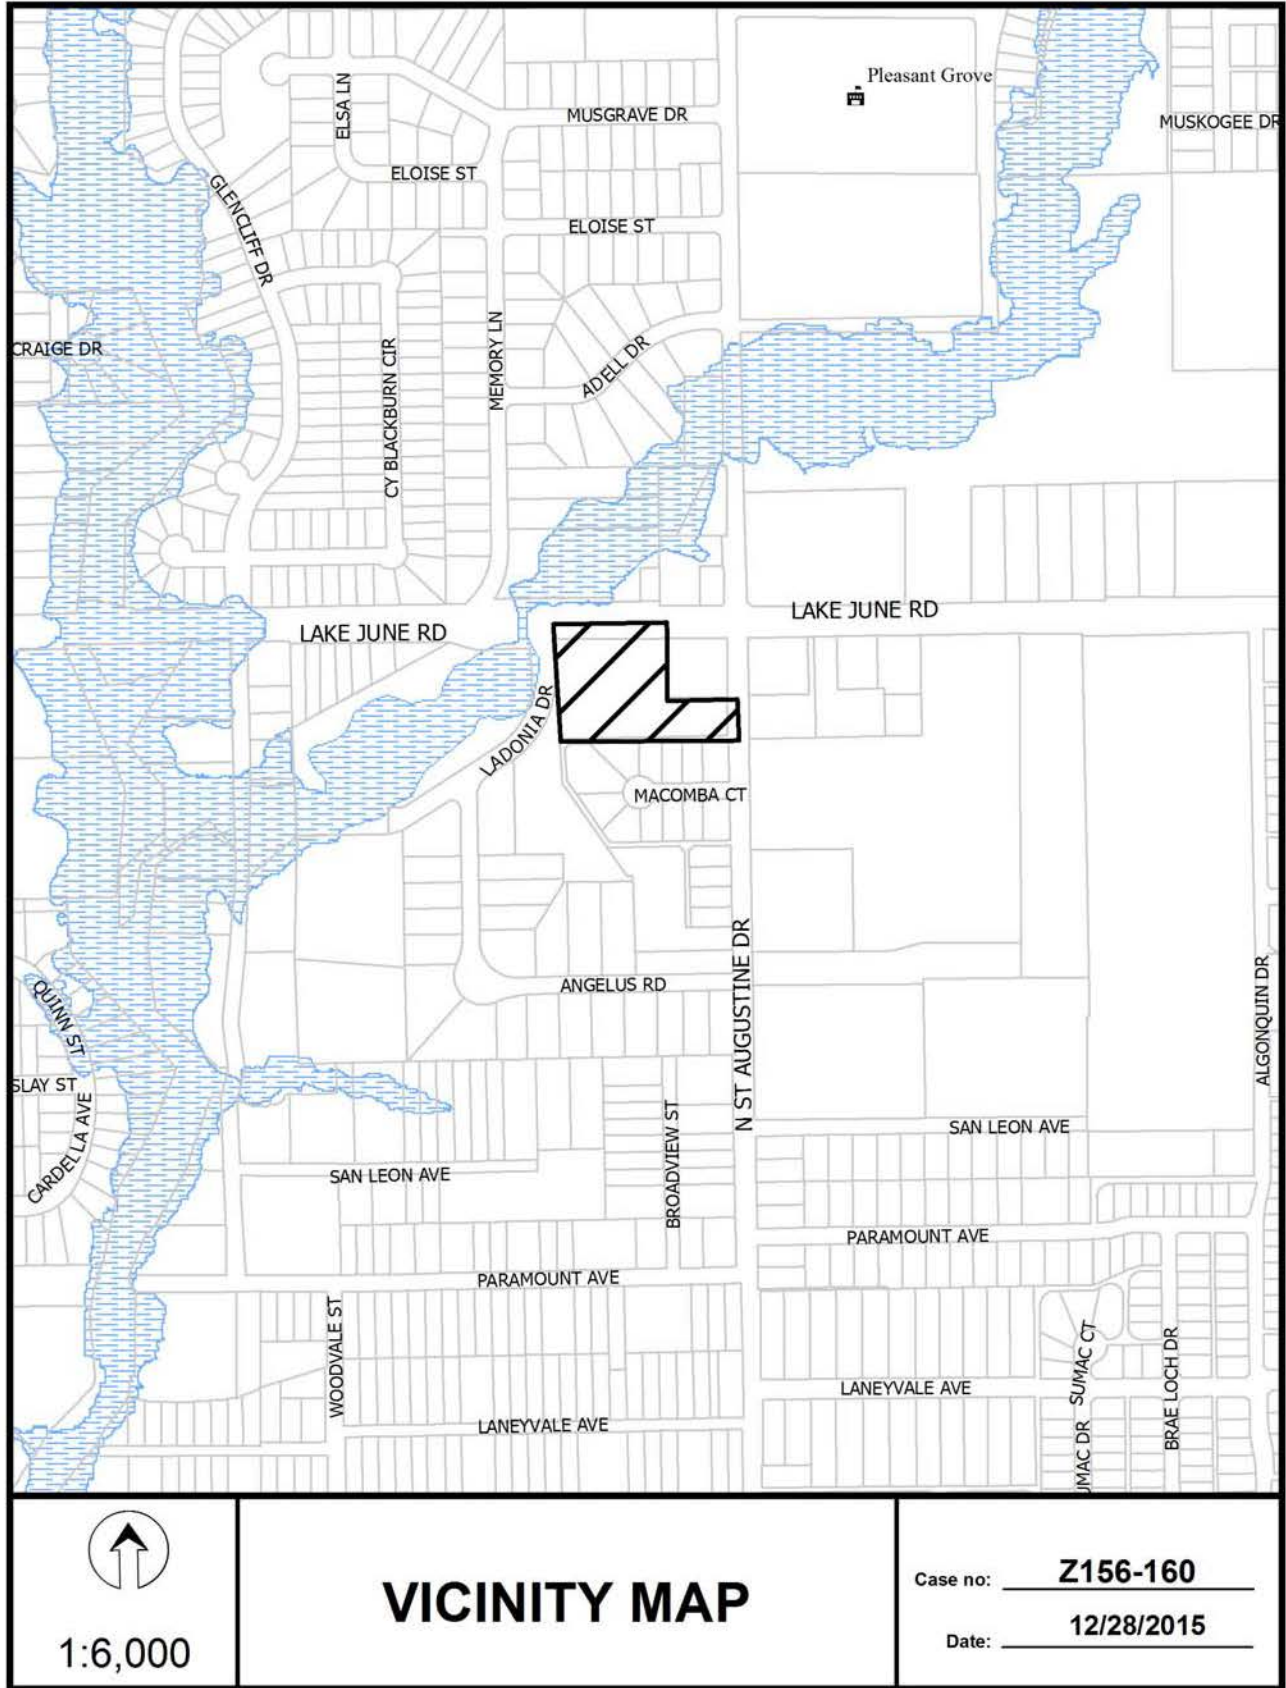 Pleasant Grove
ELSA LN
MUSGRAVE DR
MUSKOGEE DR
ELOISE ST
GLENCLIFF DR
ELOISE ST
CRAIGE DR
CY BLACKBURN CIR
MEMORY LN
ADELL DR
LAKE JUNE RD
LAKE JUNE RD
LADONIA DR
MACOMBA CT
N ST AUGUSTINE DR
ANGELUS RD
ALGONQUIN DR
QUINN ST
SLAY ST
CARDELLA AVE
BROADVIEW ST
SAN LEON AVE
SAN LEON AVE
PARAMOUNT AVE
PARAMOUNT AVE
WOODVALE ST
SUMAC CT
BRAE LOCH DR
LANEYVALE AVE
LANEYVALE AVE
UMAC DR
1:6,000
VICINITY MAP
Case no: Z156-160
Date: 12/28/2015